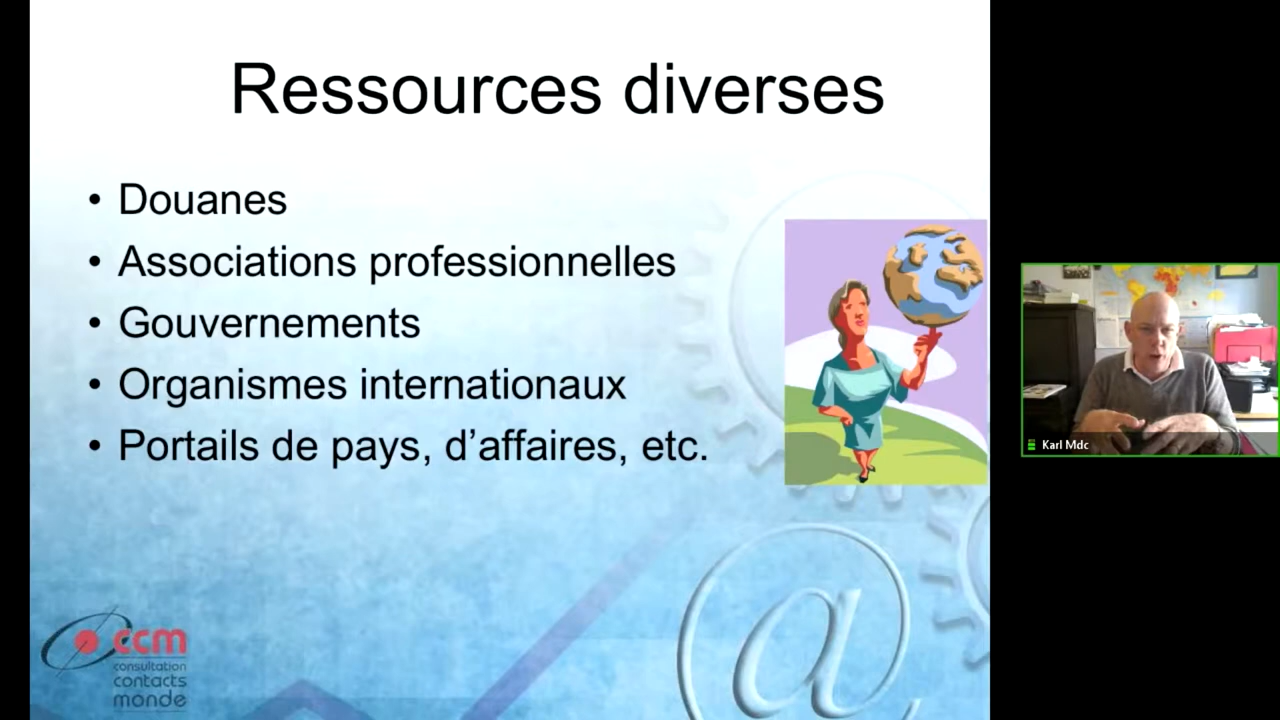 Ressources diverses
• Douanes
• Associations professionnelles
• Gouvernements
• Organismes internationaux
• Portails de pays, d’affaires, etc.
@
ccm
consultation
contacts
monde
Karl Mdc